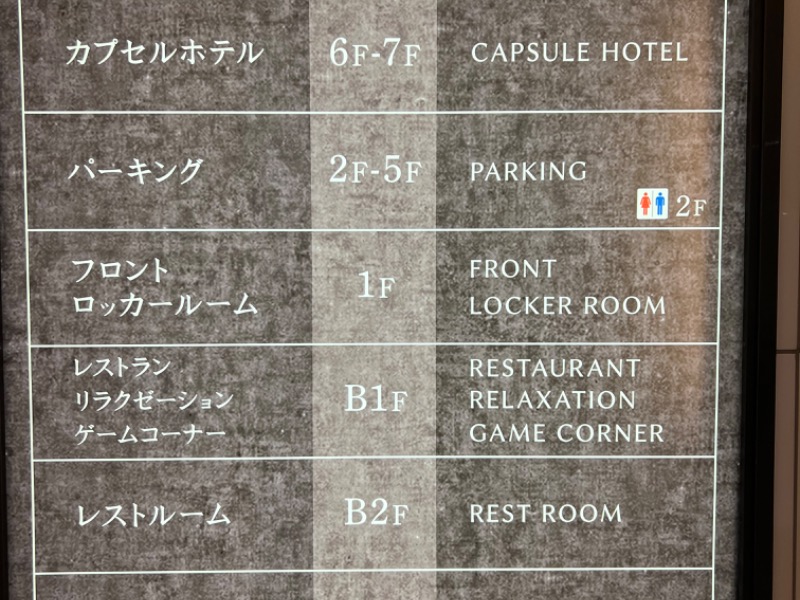 カプセルホテル 6F-7F CAPSULE HOTEL
パーキング 2F-5F PARKING
2F
フロント 1F FRONT
ロッカールーム LOCKER ROOM
レストラン RESTAURANT
リラクゼーション B1F RELAXATION
ゲームコーナー GAME CORNER
レストルーム B2F REST ROOM